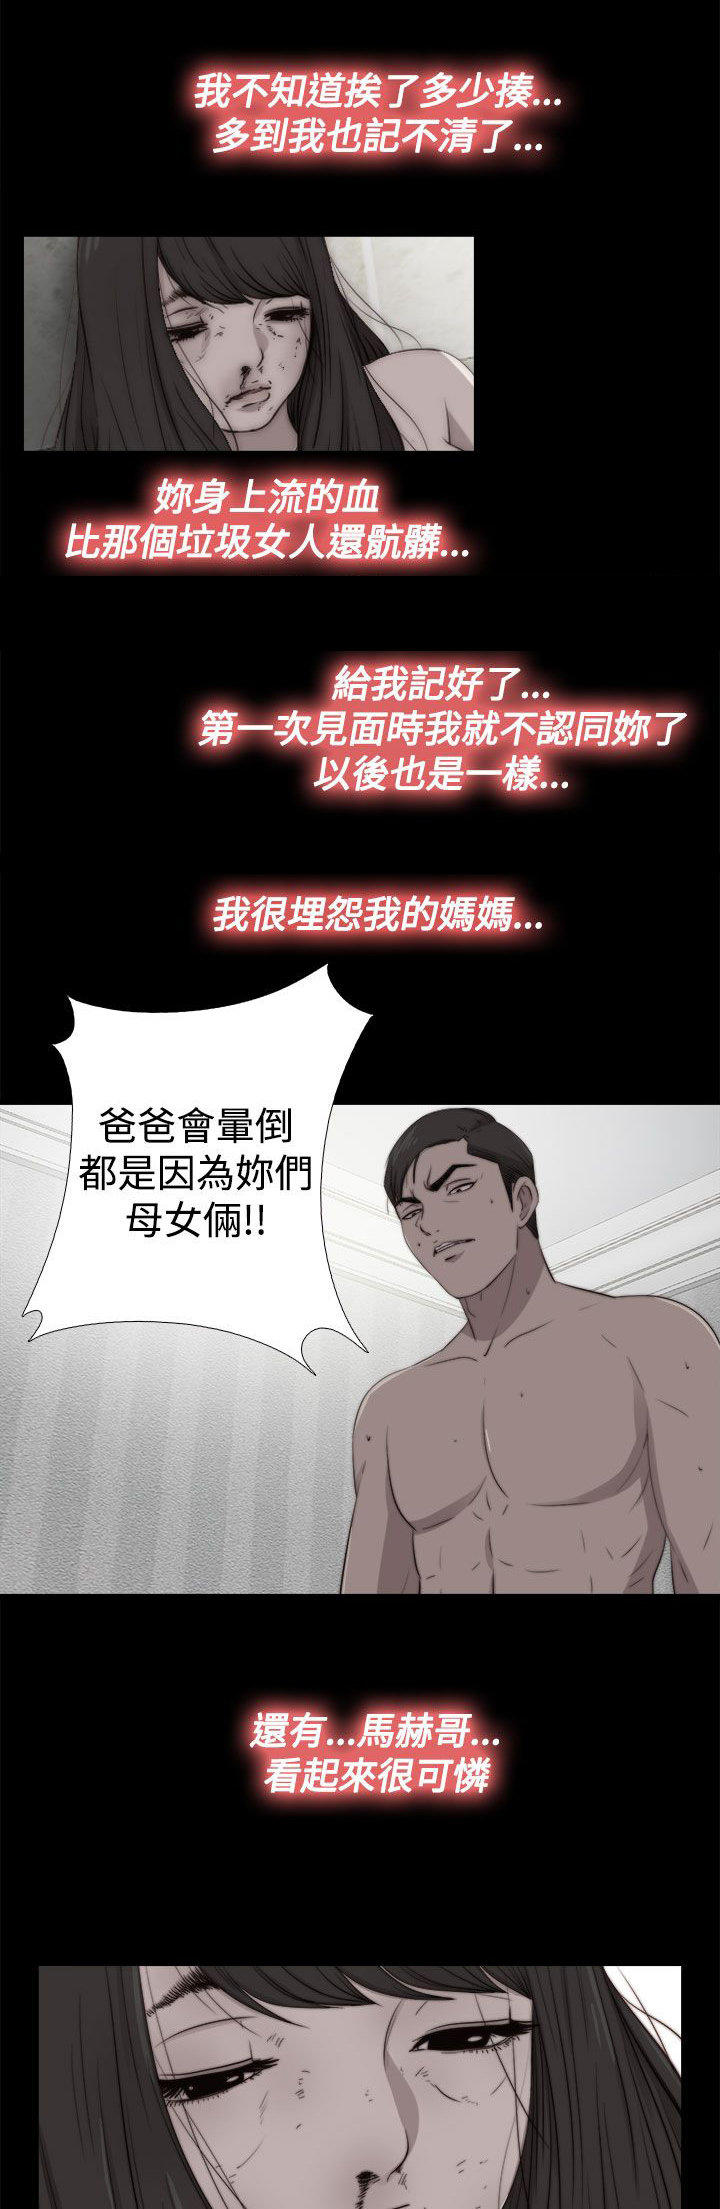 我不知道挨了多少揍...
多到我也記不清了...
妳身上流的血
比那個垃圾女人還骯髒...
給我記好了...
第一次見面時我就不認同妳了
以後也是一樣...
我很埋怨我的媽媽...
爸爸會暈倒
都是因為妳們
母女倆!!
還有...馬赫哥...
看起來很可憐